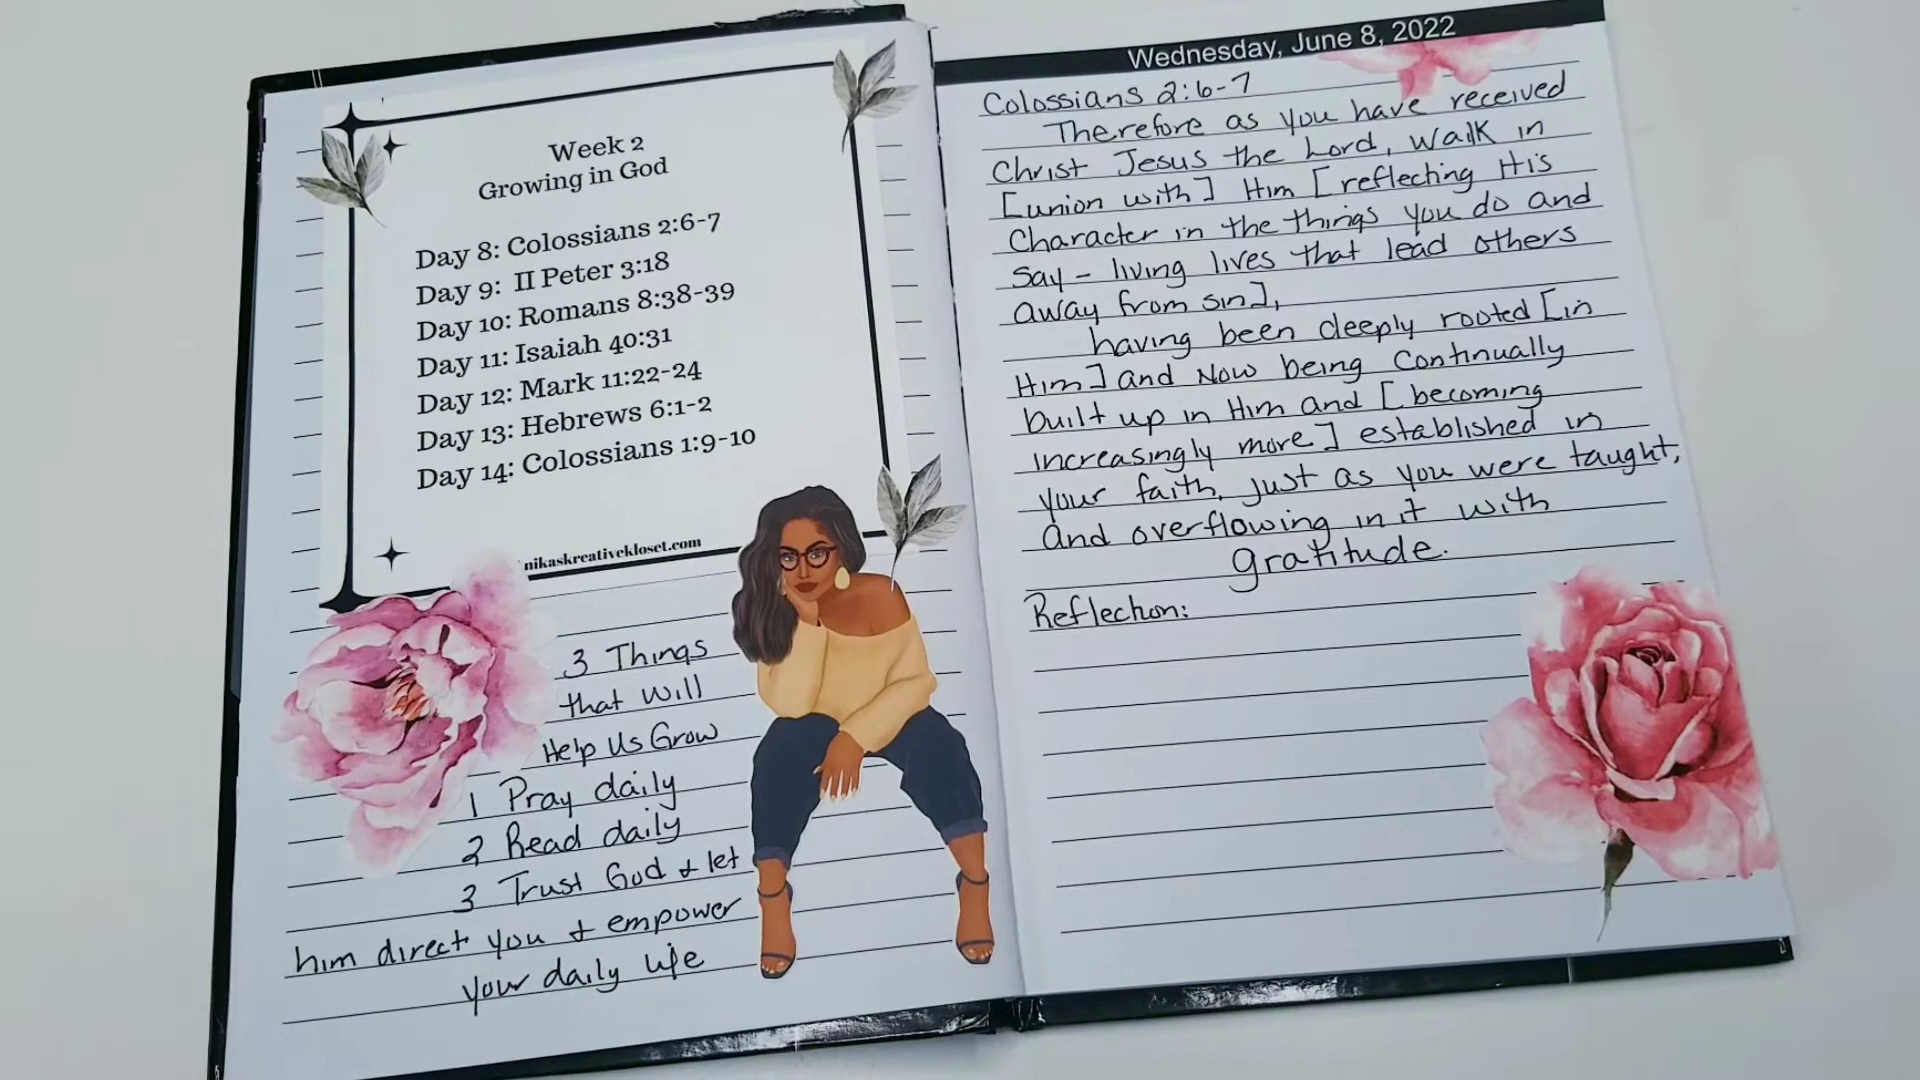 Week 2
Growing in God
Day 8: Colossians 2:6-7
Day 9: II Peter 3:18
Day 10: Romans 8:38-39
Day 11: Isaiah 40:31
Day 12: Mark 11:22-24
Day 13: Hebrews 6:1-2
Day 14: Colossians 1:9-10
nikaskreativekloset.com
3 Things
that will
Help Us Grow
1 Pray daily
2 Read daily
3 Trust God & let
him direct you & empower
your daily life
Wednesday, June 8, 2022
Colossians 2:6-7
Therefore as you have received
Christ Jesus the Lord, walk in
[union with] Him [reflecting His
Character in the things you do and
say - living lives that lead others
away from sin],
having been deeply rooted [in
Him] and now being continually
built up in Him and [becoming
increasingly more] established in
your faith, just as you were taught,
and overflowing in it with
gratitude.
Reflection: